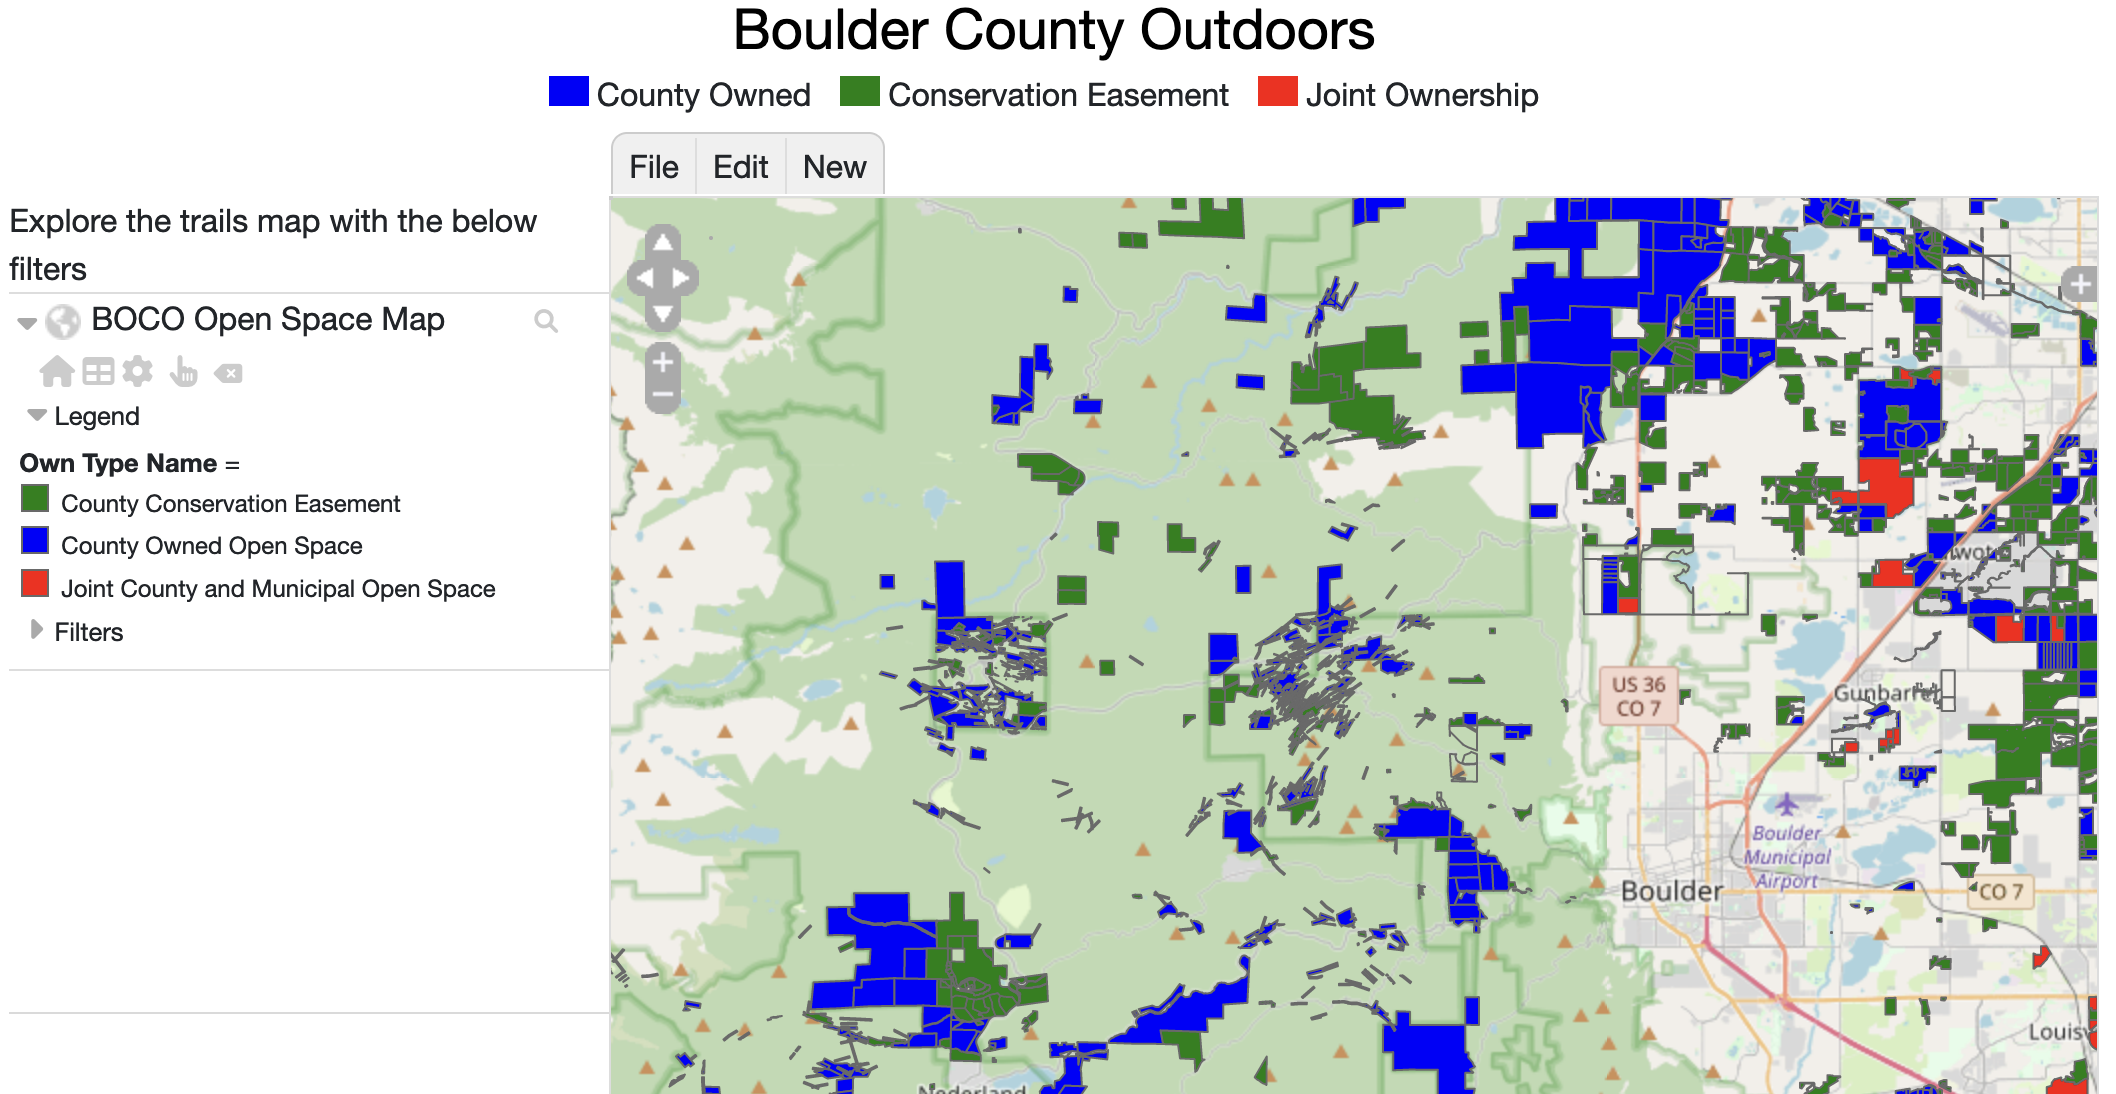 Boulder County Outdoors
County Owned
Conservation Easement
Joint Ownership
File
Edit
New
Explore the trails map with the below
filters
BOCO Open Space Map
Legend
Own Type Name =
County Conservation Easement
County Owned Open Space
Joint County and Municipal Open Space
Filters
US 36
CO 7
Gunbarrel
Boulder
Municipal
Airport
Boulder
CO 7
Louisv
Nederland